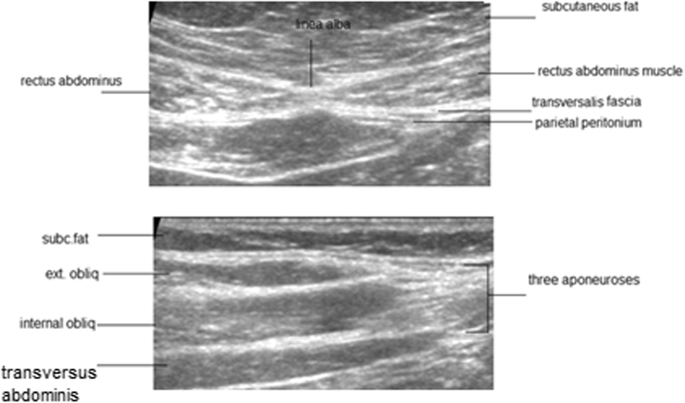 subcutaneous fat
linea alba
rectus abdominus
rectus abdominus muscle
transversalis fascia
parietal peritonium
subc.fat
ext. obliq
three aponeuroses
internal obliq
transversus
abdominis